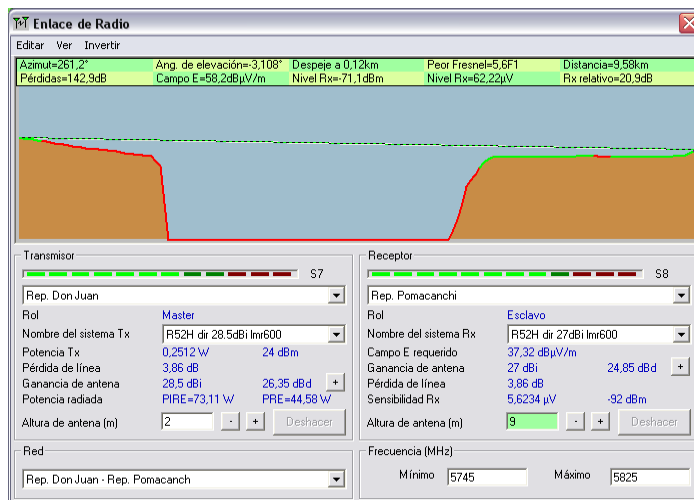 Enlace de Radio
Editar Ver Invertir
Azimut=261,2° Ang. de elevación=-3,108° Despeje a 0,12km Peor Fresnel=5,6F1 Distancia=9,58km
Pérdidas=142,9dB Campo E=58,2dBµV/m Nivel Rx=-71,1dBm Nivel Rx=62,22µV Rx relativo=20,9dB
Transmisor
S7
Rep. Don Juan
Rol Master
Nombre del sistema Tx R52H dir 28.5dBi lmr600
Potencia Tx 0,2512 W 24 dBm
Pérdida de línea 3,86 dB
Ganancia de antena 28,5 dBi 26,35 dBd +
Potencia radiada PIRE=73,11 W PRE=44,58 W
Altura de antena (m) 2 - + Deshacer
Receptor
S8
Rep. Pomacanchi
Rol Esclavo
Nombre del sistema Rx R52H dir 27dBi lmr600
Campo E requerido 37,32 dBµV/m
Ganancia de antena 27 dBi 24,85 dBd +
Pérdida de línea 3,86 dB
Sensibilidad Rx 5,6234 µV -92 dBm
Altura de antena (m) 9 - + Deshacer
Red
Rep. Don Juan - Rep. Pomacanch
Frecuencia (MHz)
Mínimo 5745 Máximo 5825